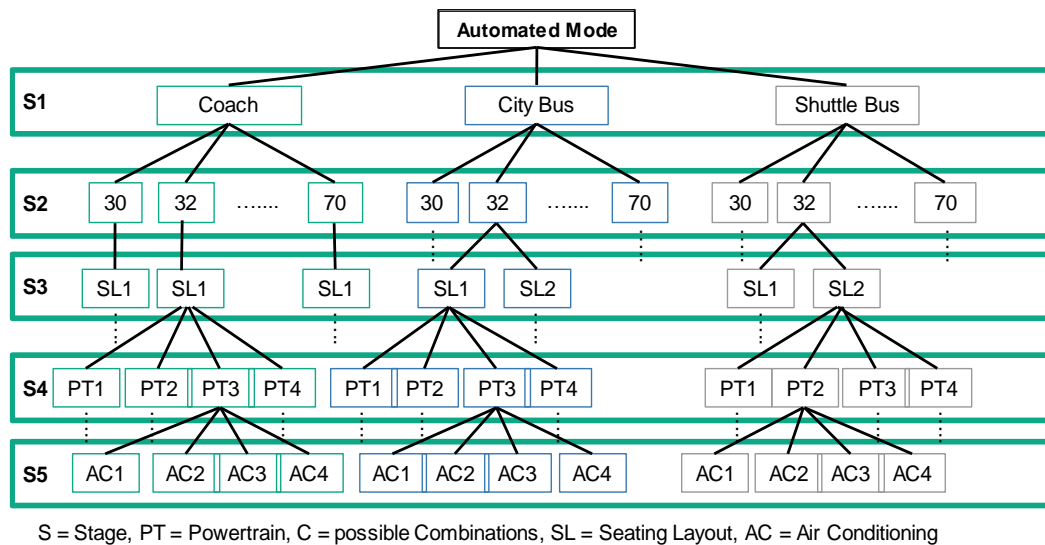 Automated Mode
S1 Coach City Bus Shuttle Bus
S2 30 32 ........ 70 30 32 ........ 70 30 32 ........ 70
S3 SL1 SL1 SL1 SL1 SL2 SL1 SL2
S4 PT1 PT2 PT3 PT4 PT1 PT2 PT3 PT4 PT1 PT2 PT3 PT4
S5 AC1 AC2 AC3 AC4 AC1 AC2 AC3 AC4 AC1 AC2 AC3 AC4
S = Stage, PT = Powertrain, C = possible Combinations, SL = Seating Layout, AC = Air Conditioning